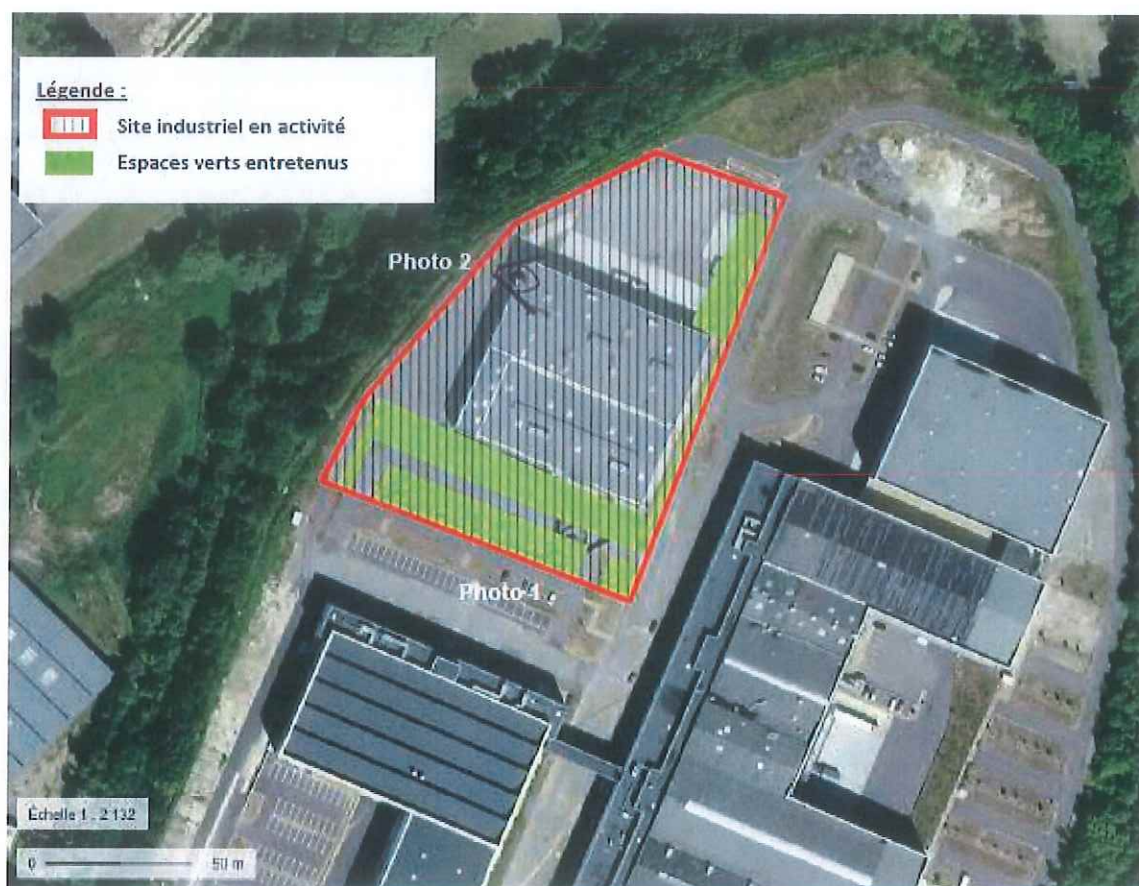 Légende :
Site industriel en activité
Espaces verts entretenus
Photo 2
Photo 1
Échelle 1 : 2 132
0 50 m